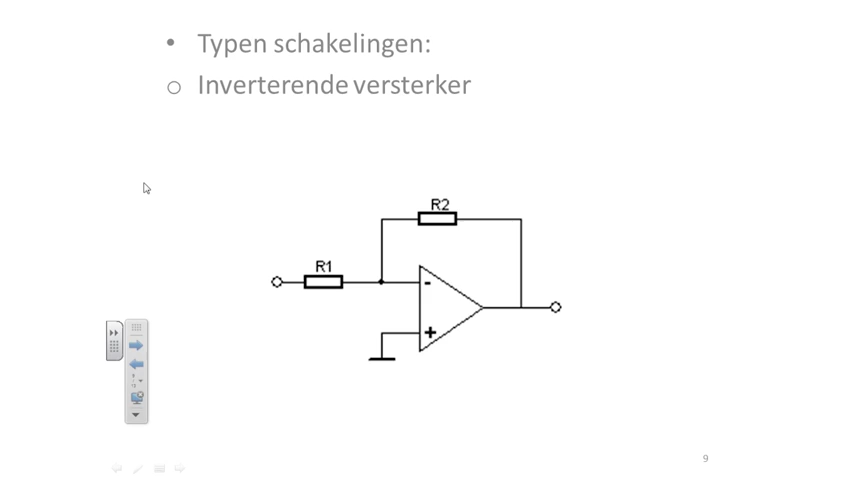 • Typen schakelingen:
o Inverterende versterker
R2
R1
-
+
9